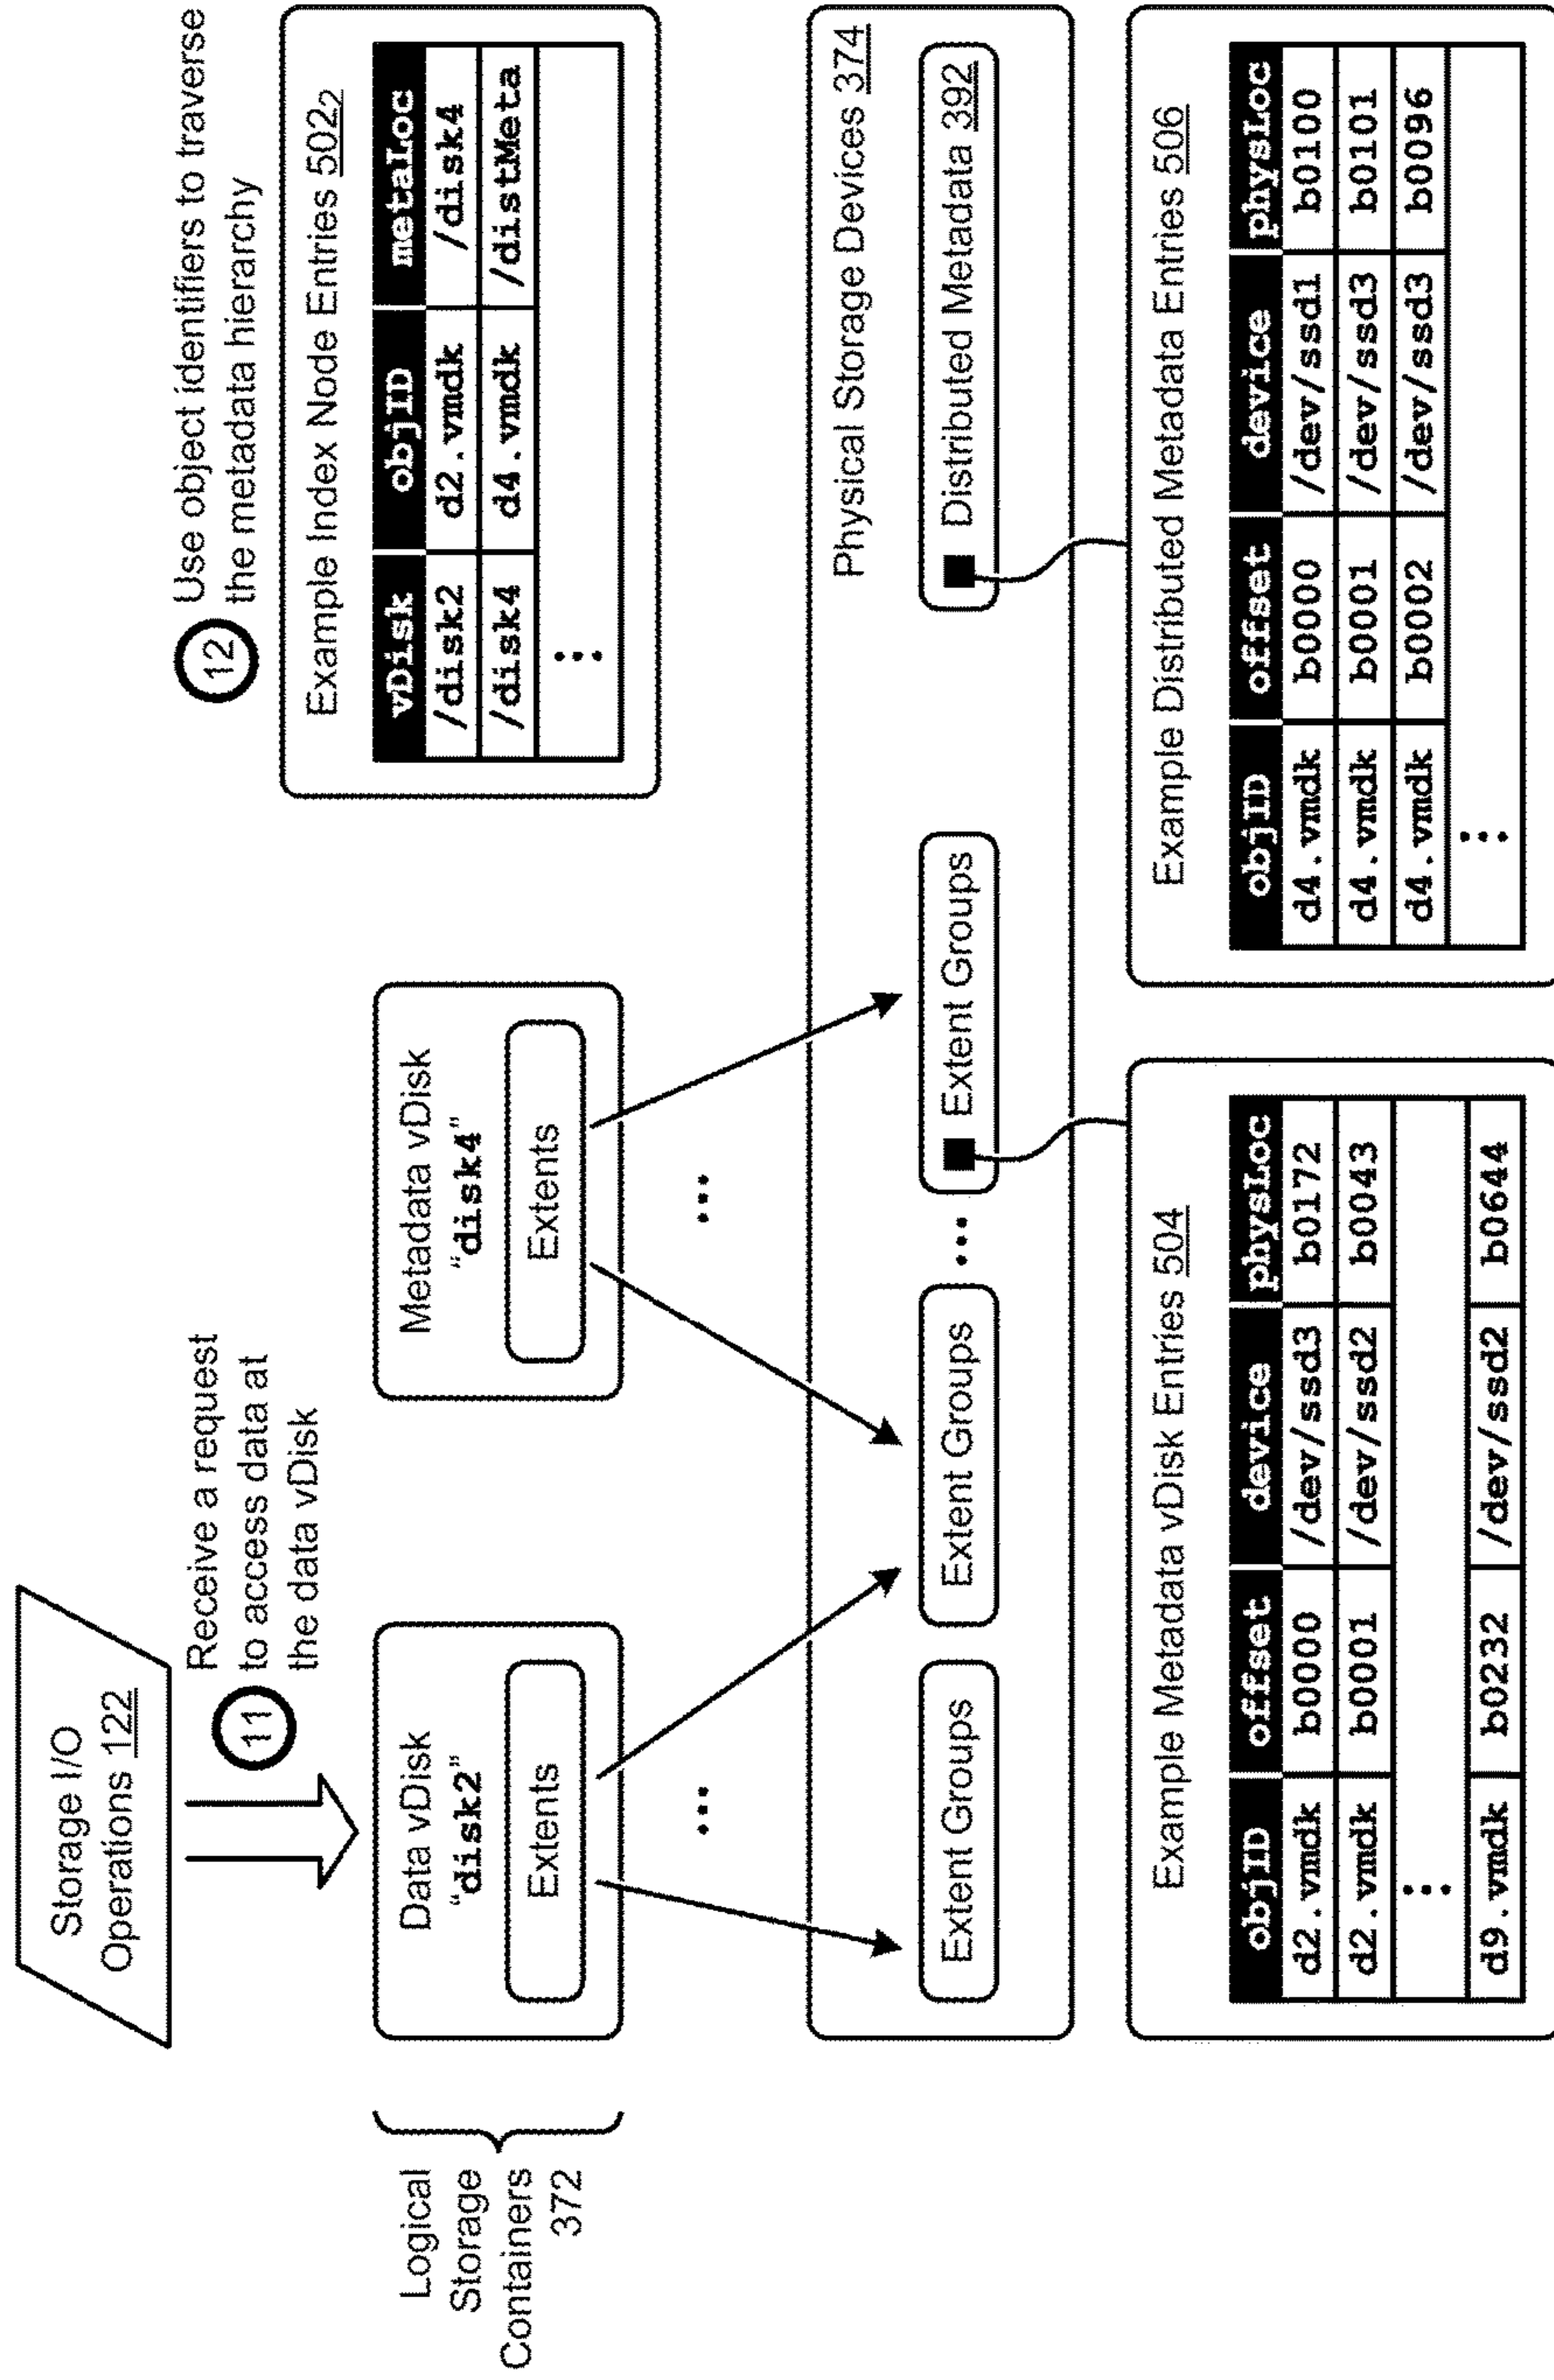 Storage I/O
Operations 122
11
Receive a request
to access data at
the data vDisk
12
Use object identifiers to traverse
the metadata hierarchy
Logical
Storage
Containers
372
Data vDisk
“disk2”
Extents
...
Metadata vDisk
“disk4”
Extents
...
Example Index Node Entries 502₂
vDisk objID metaLoc
/disk2 d2.vmdk /disk4
/disk4 d4.vmdk /distMeta
⋮
Physical Storage Devices 374
Extent Groups
Extent Groups
...
Extent Groups
Distributed Metadata 392
Example Metadata vDisk Entries 504
objID offset device physLoc
d2.vmdk b0000 /dev/ssd3 b0172
d2.vmdk b0001 /dev/ssd2 b0043
⋮
d9.vmdk b0232 /dev/ssd2 b0644
Example Distributed Metadata Entries 506
objID offset device physLoc
d4.vmdk b0000 /dev/ssd1 b0100
d4.vmdk b0001 /dev/ssd3 b0101
d4.vmdk b0002 /dev/ssd3 b0096
⋮